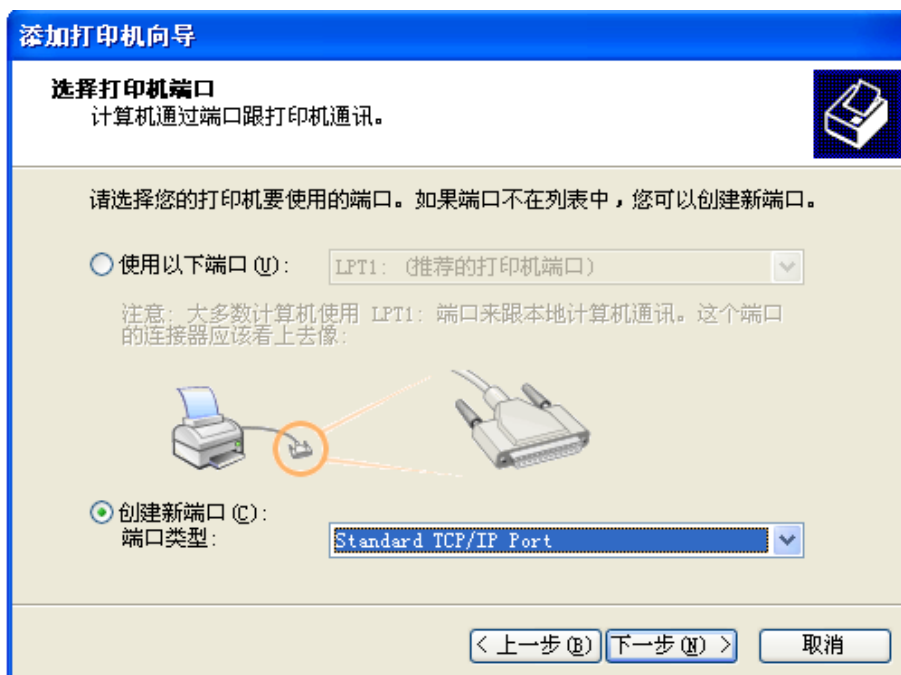 添加打印机向导
选择打印机端口
计算机通过端口跟打印机通讯。
请选择您的打印机要使用的端口。如果端口不在列表中，您可以创建新端口。
使用以下端口(U): LPT1: (推荐的打印机端口)
注意: 大多数计算机使用 LPT1: 端口来跟本地计算机通讯。这个端口
的连接器应该看上去像:
创建新端口(C):
端口类型: Standard TCP/IP Port
< 上一步(B) 下一步(N) > 取消